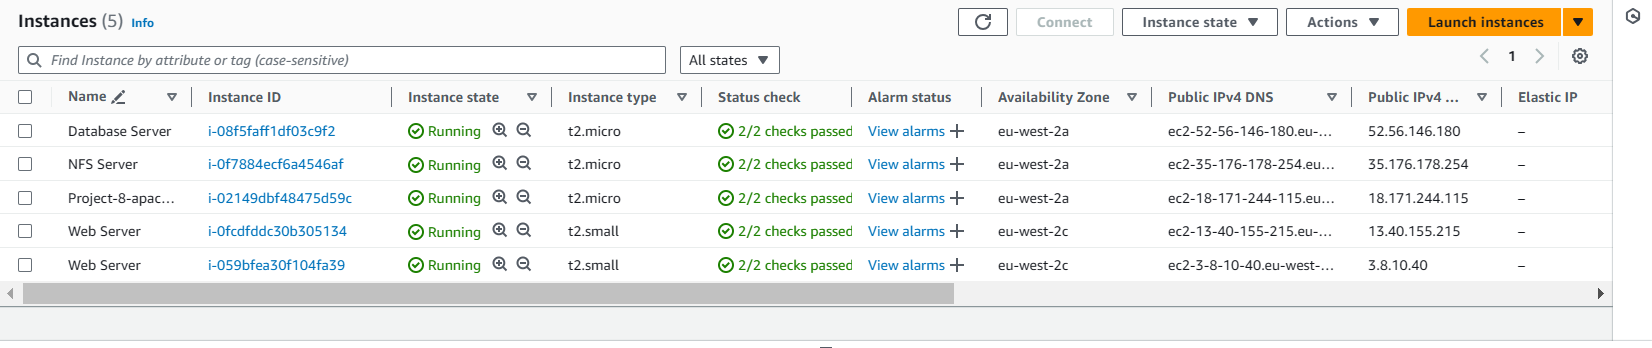 Instances (5) Info
Connect Instance state Actions Launch instances
Find Instance by attribute or tag (case-sensitive) All states 1
Name Instance ID Instance state Instance type Status check Alarm status Availability Zone Public IPv4 DNS Public IPv4 ... Elastic IP
Database Server i-08f5faff1df03c9f2 Running t2.micro 2/2 checks passed View alarms + eu-west-2a ec2-52-56-146-180.eu-... 52.56.146.180 –
NFS Server i-0f7884ecf6a4546af Running t2.micro 2/2 checks passed View alarms + eu-west-2a ec2-35-176-178-254.eu... 35.176.178.254 –
Project-8-apac... i-02149dbf48475d59c Running t2.micro 2/2 checks passed View alarms + eu-west-2a ec2-18-171-244-115.eu... 18.171.244.115 –
Web Server i-0fcdfddc30b305134 Running t2.small 2/2 checks passed View alarms + eu-west-2c ec2-13-40-155-215.eu-... 13.40.155.215 –
Web Server i-059bfea30f104fa39 Running t2.small 2/2 checks passed View alarms + eu-west-2c ec2-3-8-10-40.eu-west-... 3.8.10.40 –